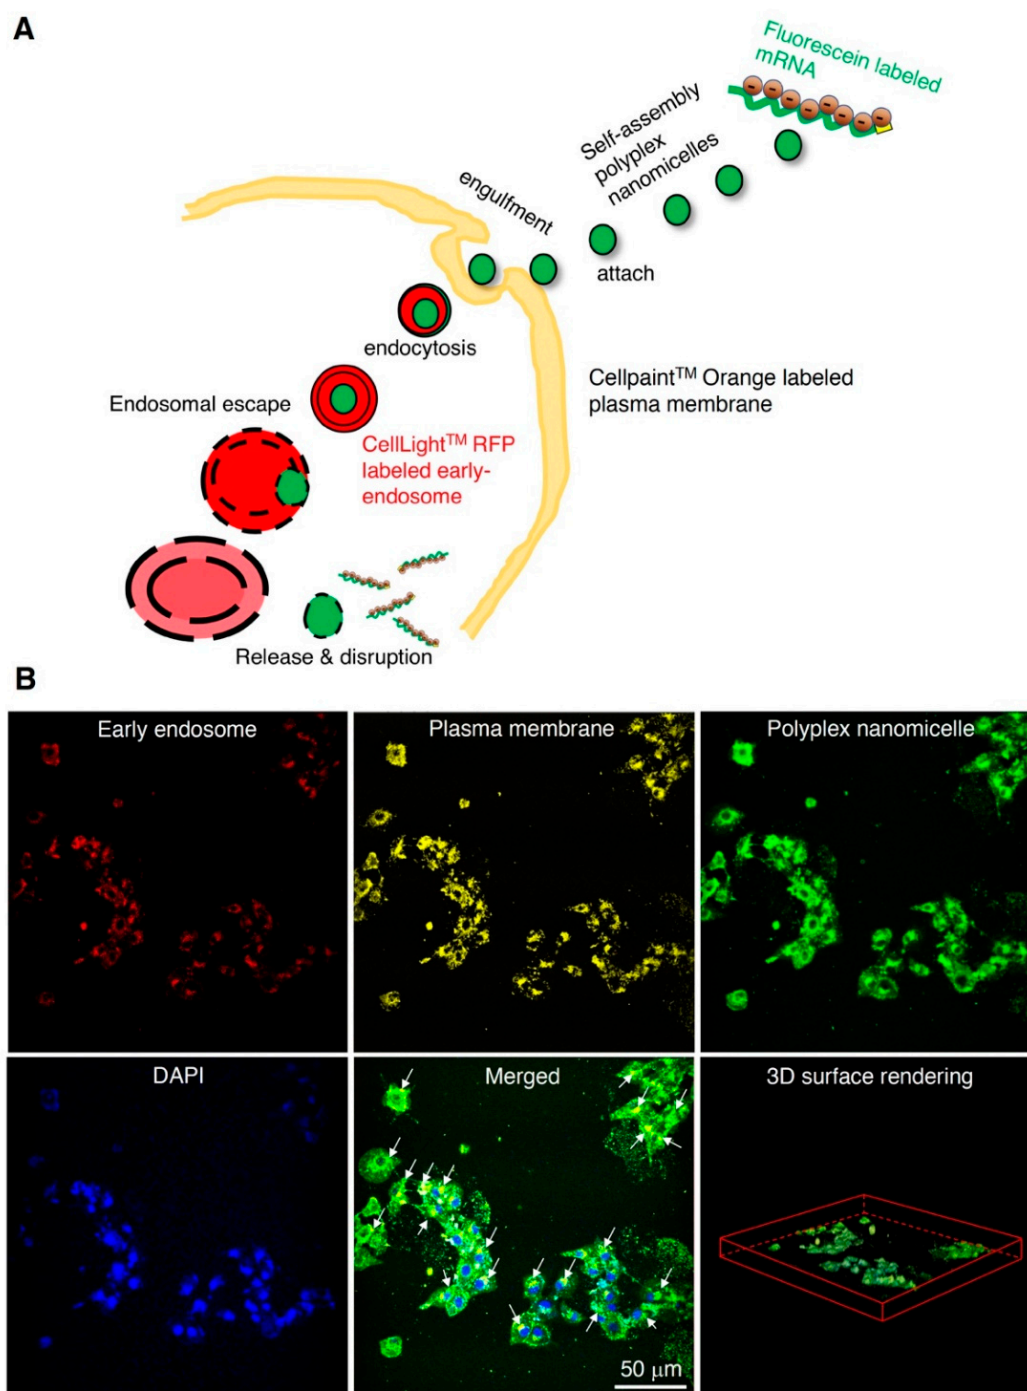 A
Fluorescein labeled
mRNA
Self-assembly
polyplex
nanomicelles
engulfment
attach
endocytosis
Cellpaint™ Orange labeled
plasma membrane
Endosomal escape
CellLight™ RFP
labeled early-
endosome
Release & disruption
B
Early endosome
Plasma membrane
Polyplex nanomicelle
DAPI
Merged
3D surface rendering
50 µm